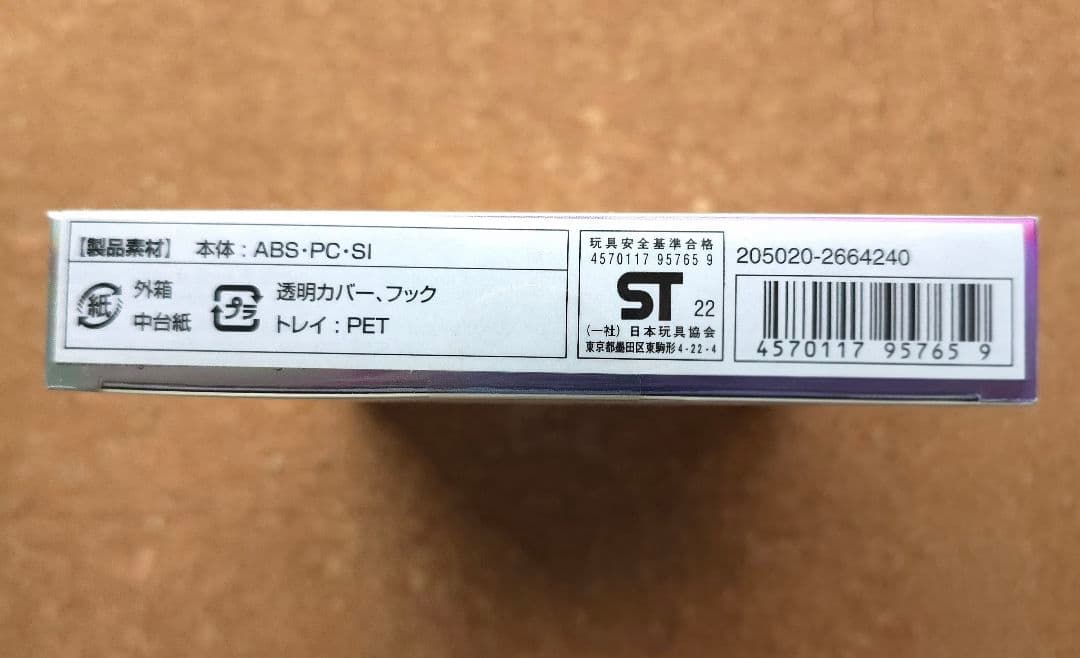 【製品素材】 本体：ABS・PC・SI
紙
外箱
中台紙
プラ
透明カバー、フック
トレイ：PET
玩具安全基準合格
4570117 95765 9
ST 22
(一社) 日本玩具協会
東京都墨田区東駒形4-22-4
205020-2664240
4570117 95765 9